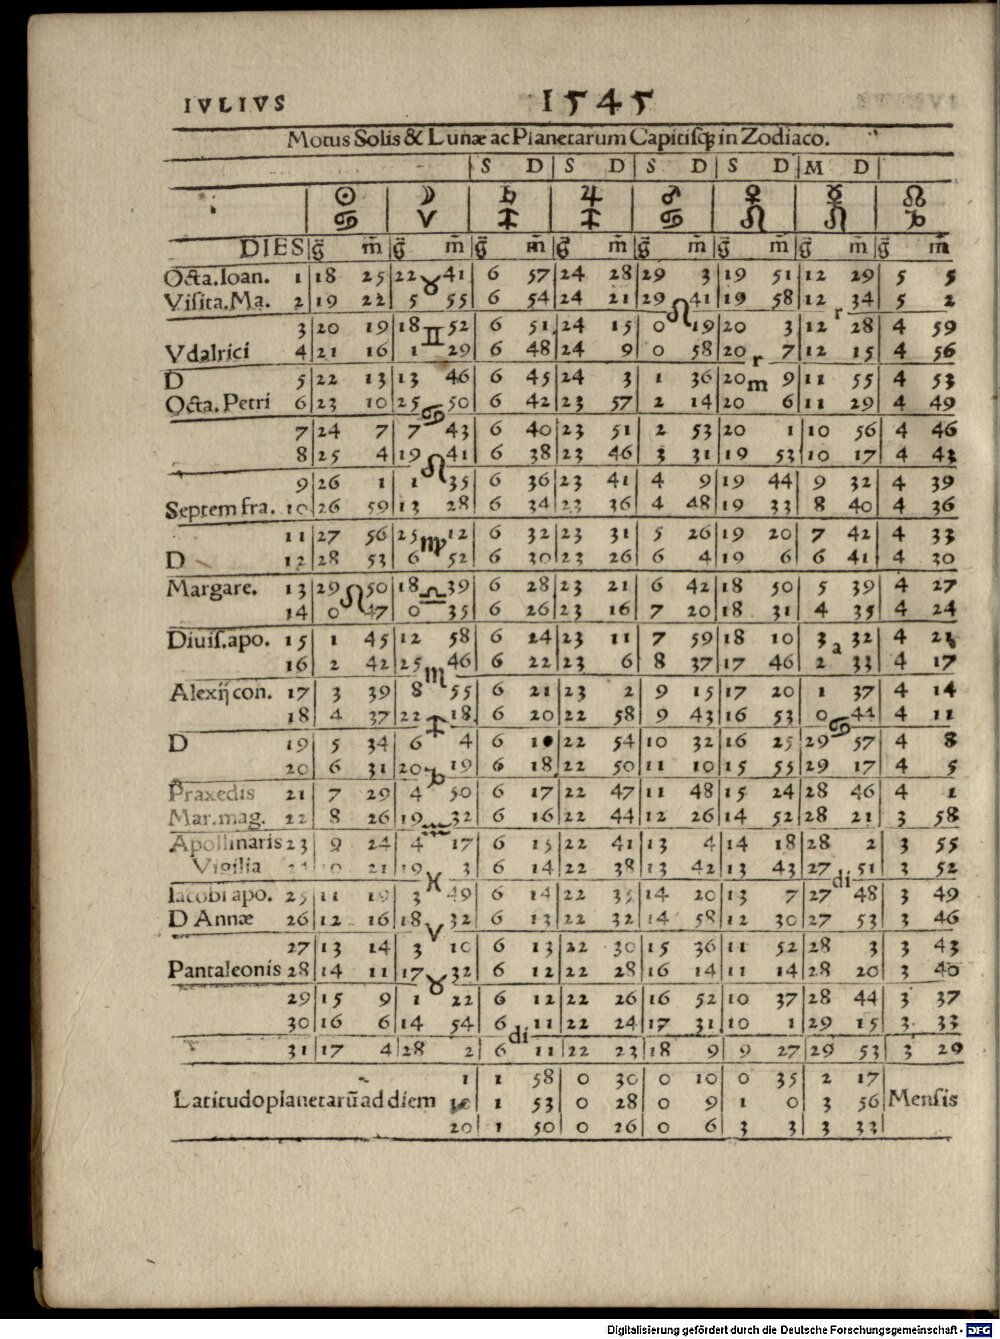 IVLIVS 1545
Motus Solis & Lunæ ac Planetarum Capitisq; in Zodiaco.
S D S D S D S D M D
☉ ☽ ♄ ♃ ♂ ♀ ☿ ☊
♋ ♈ ♐ ♐ ♋ ♌ ♌ ♑
DIES g̃ m̃ g̃ m̃ g̃ m̃ g̃ m̃ g̃ m̃ g̃ m̃ g̃ m̃ g̃ m̃
Octa.Ioan. 1 18 25 22 ♉ 41 6 57 24 28 29 3 19 51 12 29 5 5
Visita.Ma. 2 19 22 5 55 6 54 24 21 29 ♌ 41 19 58 12 r 34 5 2
3 20 19 18 ♊ 52 6 51 24 15 0 19 20 3 12 28 4 59
Vdalrici 4 21 16 1 29 6 48 24 9 0 58 20 r 7 12 15 4 56
D 5 22 13 13 46 6 45 24 3 1 36 20 m 9 11 55 4 53
Octa.Petri 6 23 10 25 ♋ 50 6 42 23 57 2 14 20 6 11 29 4 49
7 24 7 7 43 6 40 23 51 2 53 20 1 10 56 4 46
8 25 4 19 ♌ 41 6 38 23 46 3 31 19 53 10 17 4 43
9 26 1 1 35 6 36 23 41 4 9 19 44 9 32 4 39
Septem fra. 10 26 59 13 28 6 34 23 36 4 48 19 33 8 40 4 36
11 27 56 25 ♍ 12 6 32 23 31 5 26 19 20 7 42 4 33
D 12 28 53 6 52 6 30 23 26 6 4 19 6 6 41 4 30
Margare. 13 29 ♌ 50 18 ♎ 39 6 28 23 21 6 42 18 50 5 39 4 27
14 0 47 0 35 6 26 23 16 7 20 18 31 4 35 4 24
Diuis.apo. 15 1 45 12 58 6 24 23 11 7 59 18 10 3 a 32 4 21
16 2 42 25 ♏ 46 6 22 23 6 8 37 17 46 2 33 4 17
Alexij con. 17 3 39 8 55 6 21 23 2 9 15 17 20 1 37 4 14
18 4 37 22 ♐ 18 6 20 22 58 9 43 16 53 0 ♋ 44 4 11
D 19 5 34 6 4 6 19 22 54 10 32 16 25 29 57 4 8
20 6 31 20 ♑ 19 6 18 22 50 11 10 15 55 29 17 4 5
Praxedis 21 7 29 4 50 6 17 22 47 11 48 15 24 28 46 4 1
Mar.mag. 22 8 26 19 ♒ 32 6 16 22 44 12 26 14 52 28 21 3 58
Apollinaris 23 9 24 4 17 6 15 22 41 13 4 14 18 28 2 3 55
Vigilia 24 10 21 19 ♓ 3 6 14 22 38 13 42 13 43 27 di 51 3 52
Iacobi apo. 25 11 19 3 49 6 14 22 35 14 20 13 7 27 48 3 49
D Annæ 26 12 16 18 ♈ 32 6 13 22 32 14 58 12 30 27 53 3 46
27 13 14 3 10 6 13 22 30 15 36 11 52 28 3 3 43
Pantaleonis 28 14 11 17 ♉ 32 6 12 22 28 16 14 11 14 28 20 3 40
29 15 9 1 22 6 12 22 26 16 52 10 37 28 44 3 37
30 16 6 14 54 6 di 11 22 24 17 31 10 1 29 15 3 33
31 17 4 28 2 6 11 22 23 18 9 9 27 29 53 3 29
1 1 58 0 30 0 10 0 35 2 17
Latitudo planetarũ ad diem 10 1 53 0 28 0 9 1 0 3 56 Mensis
20 1 50 0 26 0 6 3 3 3 33
Digitalisierung gefördert durch die Deutsche Forschungsgemeinschaft - DFG